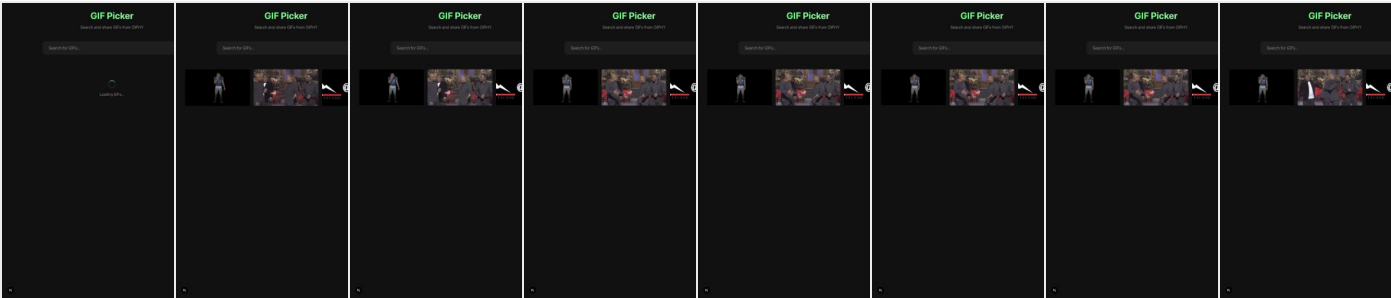 GIF Picker
Search and share GIFs from GIPHY
Search for GIFs...
Loading GIFs...
N
GIF Picker
Search and share GIFs from GIPHY
Search for GIFs...
N
GIF Picker
Search and share GIFs from GIPHY
Search for GIFs...
N
GIF Picker
Search and share GIFs from GIPHY
Search for GIFs...
N
GIF Picker
Search and share GIFs from GIPHY
Search for GIFs...
N
GIF Picker
Search and share GIFs from GIPHY
Search for GIFs...
N
GIF Picker
Search and share GIFs from GIPHY
Search for GIFs...
N
GIF Picker
Search and share GIFs from GIPHY
Search for GIFs...
N